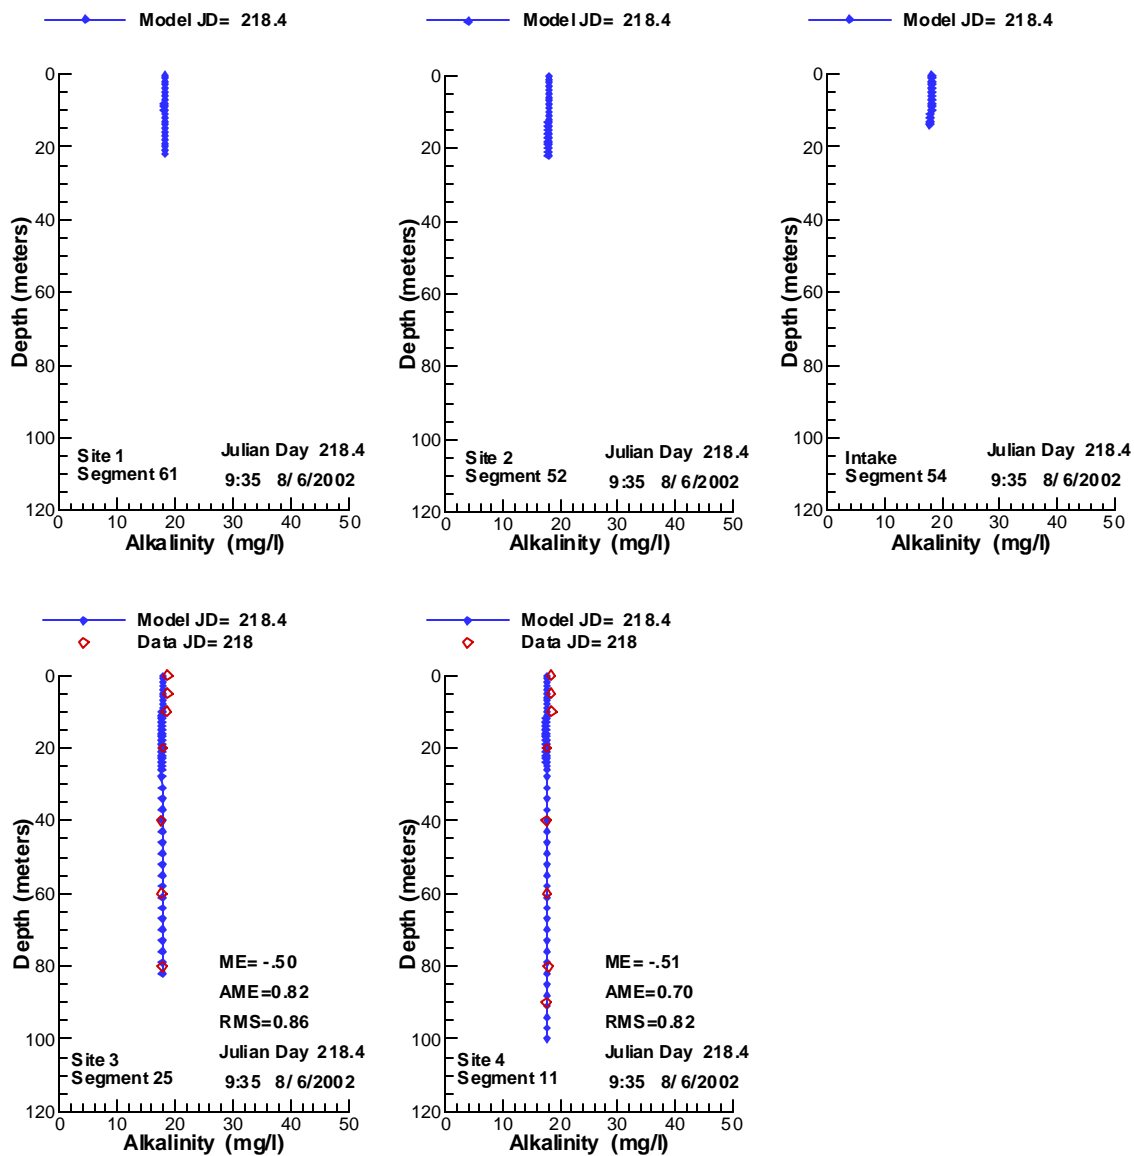 Model JD= 218.4
0
20
40
60
80
100
120
Depth (meters)
Site 1
Segment 61
Julian Day 218.4
9:35 8/ 6/2002
0 10 20 30 40 50
Alkalinity (mg/l)
Model JD= 218.4
0
20
40
60
80
100
120
Depth (meters)
Site 2
Segment 52
Julian Day 218.4
9:35 8/ 6/2002
0 10 20 30 40 50
Alkalinity (mg/l)
Model JD= 218.4
0
20
40
60
80
100
120
Depth (meters)
Intake
Segment 54
Julian Day 218.4
9:35 8/ 6/2002
0 10 20 30 40 50
Alkalinity (mg/l)
Model JD= 218.4
Data JD= 218
0
20
40
60
80
100
120
Depth (meters)
ME= -.50
AME=0.82
RMS=0.86
Site 3
Segment 25
Julian Day 218.4
9:35 8/ 6/2002
0 10 20 30 40 50
Alkalinity (mg/l)
Model JD= 218.4
Data JD= 218
0
20
40
60
80
100
120
Depth (meters)
ME= -.51
AME=0.70
RMS=0.82
Site 4
Segment 11
Julian Day 218.4
9:35 8/ 6/2002
0 10 20 30 40 50
Alkalinity (mg/l)